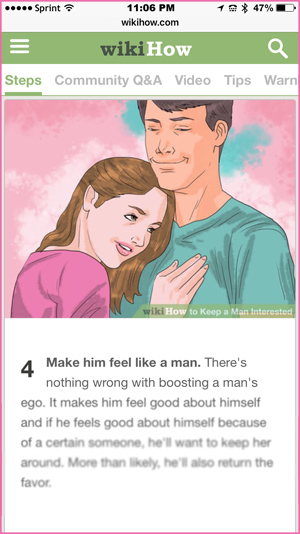 Sprint 11:06 PM 47%
wikihow.com
wikiHow
Steps Community Q&A Video Tips Warn
wikiHow to Keep a Man Interested
4 Make him feel like a man. There's
nothing wrong with boosting a man's
ego. It makes him feel good about himself
and if he feels good about himself because
of a certain someone, he'll want to keep her
around. More than likely, he'll also return the
favor.